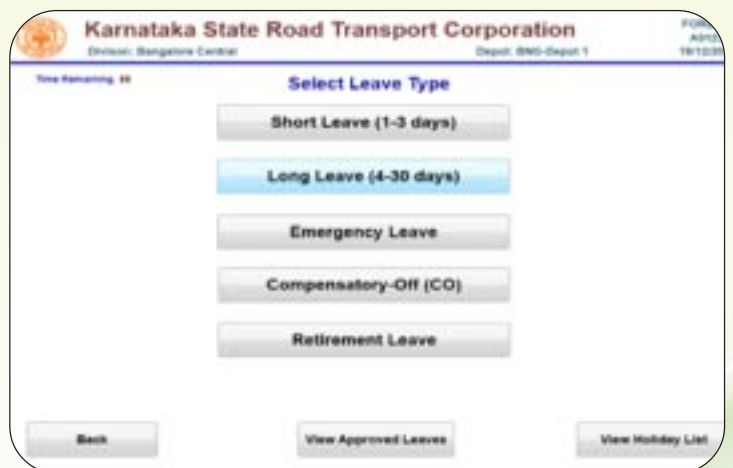 Karnataka State Road Transport Corporation
Division: Bangalore Central
Depot: BNG-Depot 1
Time Remaining
Select Leave Type
Short Leave (1-3 days)
Long Leave (4-30 days)
Emergency Leave
Compensatory-Off (CO)
Retirement Leave
Back
View Approved Leaves
View Holiday List